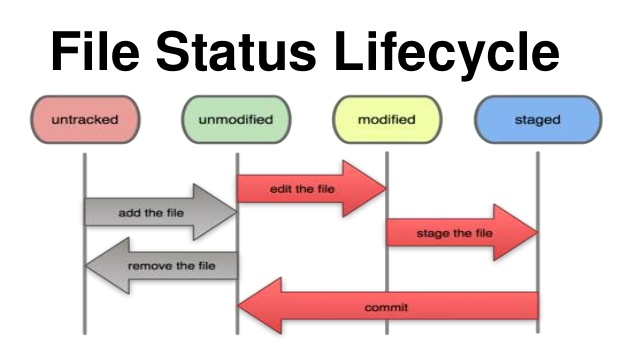 File Status Lifecycle
untracked
unmodified
modified
staged
edit the file
add the file
stage the file
remove the file
commit